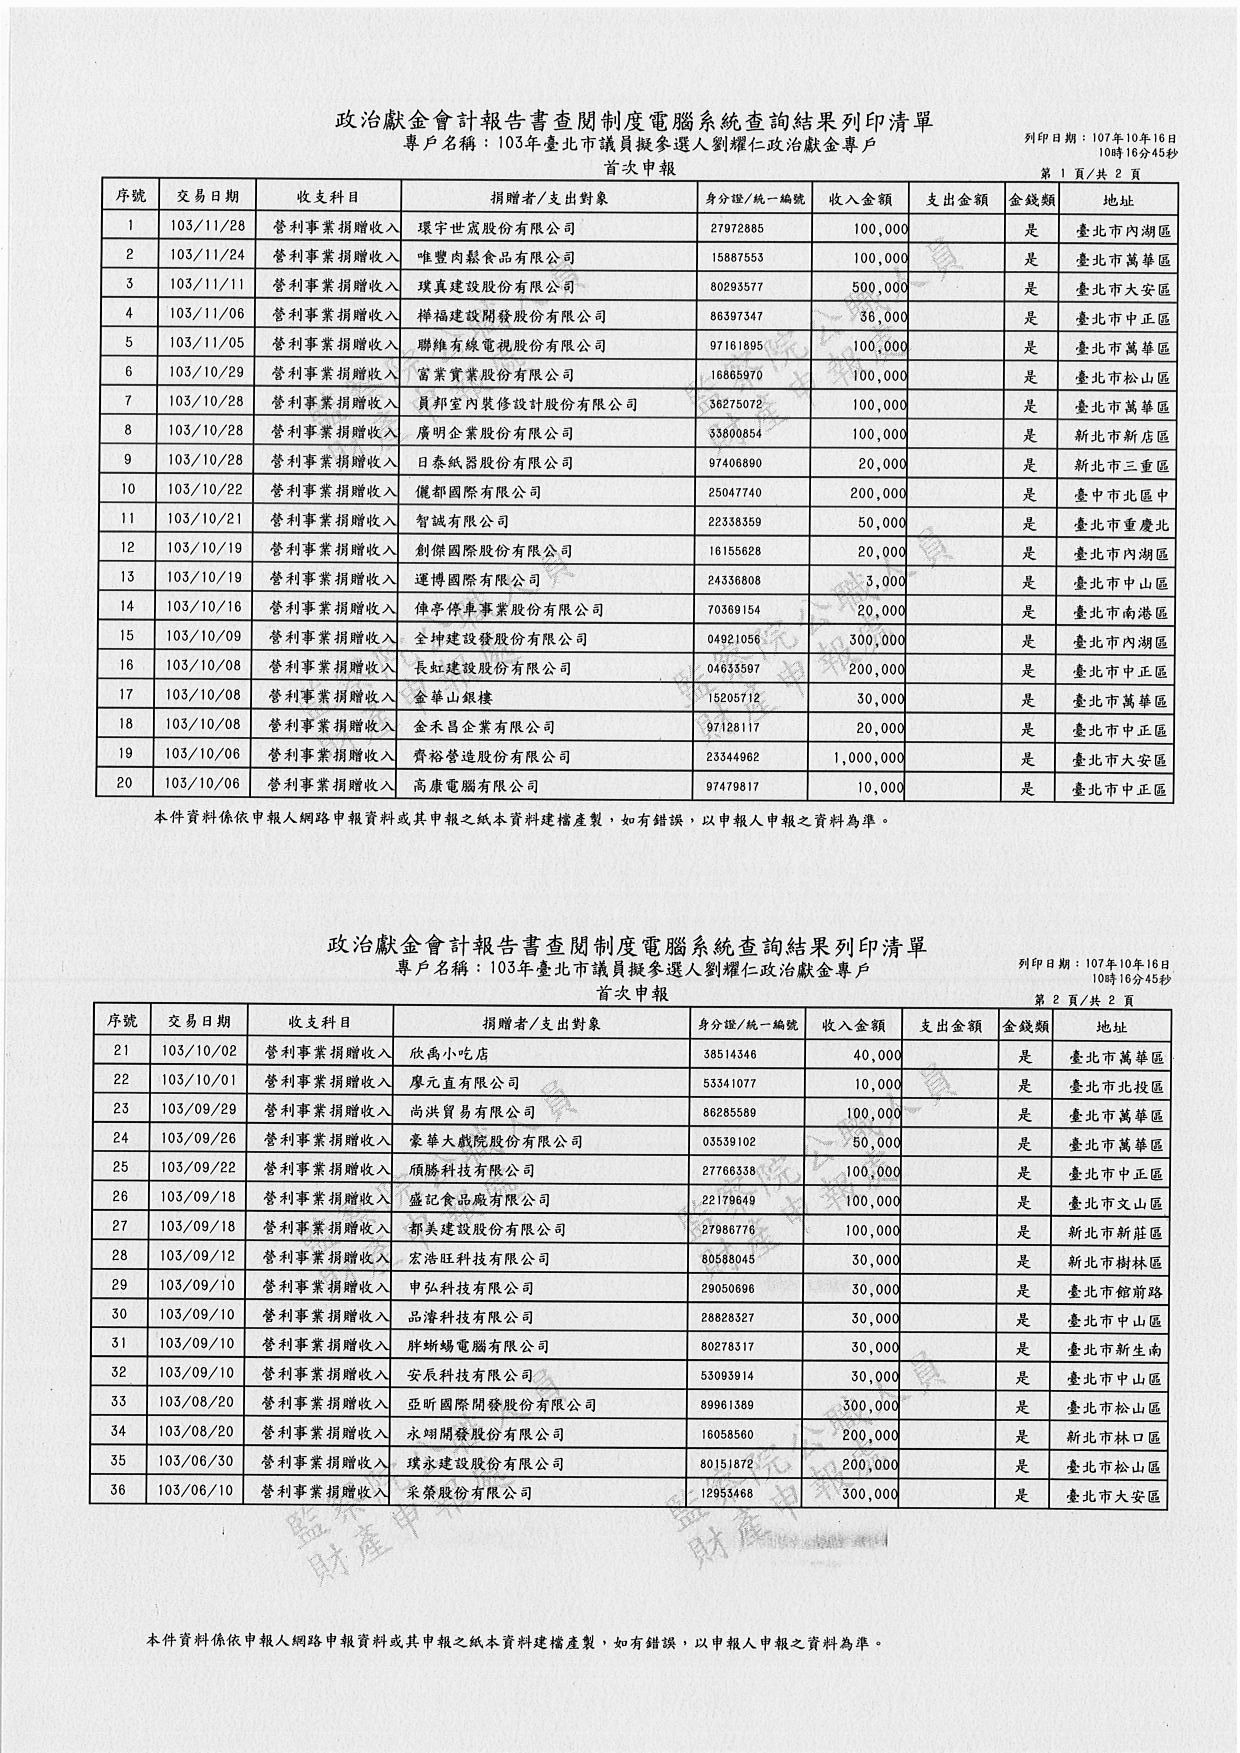 政治獻金會計報告書查閱制度電腦系統查詢結果列印清單
專戶名稱：103年臺北市議員擬參選人劉耀仁政治獻金專戶
列印日期：107年10月16日
10時16分45秒
首次申報
第 1 頁/共 2 頁
序號 交易日期 收支科目 捐贈者/支出對象 身分證/統一編號 收入金額 支出金額 金錢類 地址
1 103/11/28 營利事業捐贈收入 環宇世宬股份有限公司 27972885 100,000 是 臺北市內湖區
2 103/11/24 營利事業捐贈收入 唯豐肉鬆食品有限公司 15887553 100,000 是 臺北市萬華區
3 103/11/11 營利事業捐贈收入 璞真建設股份有限公司 80293577 500,000 是 臺北市大安區
4 103/11/06 營利事業捐贈收入 樺福建設開發股份有限公司 86397347 36,000 是 臺北市中正區
5 103/11/05 營利事業捐贈收入 聯維有線電視股份有限公司 97161895 100,000 是 臺北市萬華區
6 103/10/29 營利事業捐贈收入 富業實業股份有限公司 16865970 100,000 是 臺北市松山區
7 103/10/28 營利事業捐贈收入 員邦室內裝修設計股份有限公司 36275072 100,000 是 臺北市萬華區
8 103/10/28 營利事業捐贈收入 廣明企業股份有限公司 33800854 100,000 是 新北市新店區
9 103/10/28 營利事業捐贈收入 日泰紙器股份有限公司 97406890 20,000 是 新北市三重區
10 103/10/22 營利事業捐贈收入 儷都國際有限公司 25047740 200,000 是 臺中市北區中
11 103/10/21 營利事業捐贈收入 智誠有限公司 22338359 50,000 是 臺北市重慶北
12 103/10/19 營利事業捐贈收入 創傑國際股份有限公司 16155628 20,000 是 臺北市內湖區
13 103/10/19 營利事業捐贈收入 運博國際有限公司 24336808 3,000 是 臺北市中山區
14 103/10/16 營利事業捐贈收入 俥亭停車事業股份有限公司 70369154 20,000 是 臺北市南港區
15 103/10/09 營利事業捐贈收入 全坤建設發股份有限公司 04921056 300,000 是 臺北市內湖區
16 103/10/08 營利事業捐贈收入 長虹建設股份有限公司 04633597 200,000 是 臺北市中正區
17 103/10/08 營利事業捐贈收入 金華山銀樓 15205712 30,000 是 臺北市萬華區
18 103/10/08 營利事業捐贈收入 金禾昌企業有限公司 97128117 20,000 是 臺北市中正區
19 103/10/06 營利事業捐贈收入 齊裕營造股份有限公司 23344962 1,000,000 是 臺北市大安區
20 103/10/06 營利事業捐贈收入 高康電腦有限公司 97479817 10,000 是 臺北市中正區
監察院公職人員
財產申報處
本件資料係依申報人網路申報資料或其申報之紙本資料建檔產製，如有錯誤，以申報人申報之資料為準。
政治獻金會計報告書查閱制度電腦系統查詢結果列印清單
專戶名稱：103年臺北市議員擬參選人劉耀仁政治獻金專戶
列印日期：107年10月16日
10時16分45秒
首次申報
第 2 頁/共 2 頁
序號 交易日期 收支科目 捐贈者/支出對象 身分證/統一編號 收入金額 支出金額 金錢類 地址
21 103/10/02 營利事業捐贈收入 欣禹小吃店 38514346 40,000 是 臺北市萬華區
22 103/10/01 營利事業捐贈收入 廖元直有限公司 53341077 10,000 是 臺北市北投區
23 103/09/29 營利事業捐贈收入 尚洪貿易有限公司 86285589 100,000 是 臺北市萬華區
24 103/09/26 營利事業捐贈收入 豪華大戲院股份有限公司 03539102 50,000 是 臺北市萬華區
25 103/09/22 營利事業捐贈收入 頎勝科技有限公司 27766338 100,000 是 臺北市中正區
26 103/09/18 營利事業捐贈收入 盛記食品廠有限公司 22179649 100,000 是 臺北市文山區
27 103/09/18 營利事業捐贈收入 都美建設股份有限公司 27986776 100,000 是 新北市新莊區
28 103/09/12 營利事業捐贈收入 宏浩旺科技有限公司 80588045 30,000 是 新北市樹林區
29 103/09/10 營利事業捐贈收入 申弘科技有限公司 29050696 30,000 是 臺北市館前路
30 103/09/10 營利事業捐贈收入 品濬科技有限公司 28828327 30,000 是 臺北市中山區
31 103/09/10 營利事業捐贈收入 胖蜥蜴電腦有限公司 80278317 30,000 是 臺北市新生南
32 103/09/10 營利事業捐贈收入 安辰科技有限公司 53093914 30,000 是 臺北市中山區
33 103/08/20 營利事業捐贈收入 亞昕國際開發股份有限公司 89961389 300,000 是 臺北市松山區
34 103/08/20 營利事業捐贈收入 永翊開發股份有限公司 16058560 200,000 是 新北市林口區
35 103/06/30 營利事業捐贈收入 璞永建設股份有限公司 80151872 200,000 是 臺北市松山區
36 103/06/10 營利事業捐贈收入 采榮股份有限公司 12953468 300,000 是 臺北市大安區
監察院公職人員
財產申報處
本件資料係依申報人網路申報資料或其申報之紙本資料建檔產製，如有錯誤，以申報人申報之資料為準。